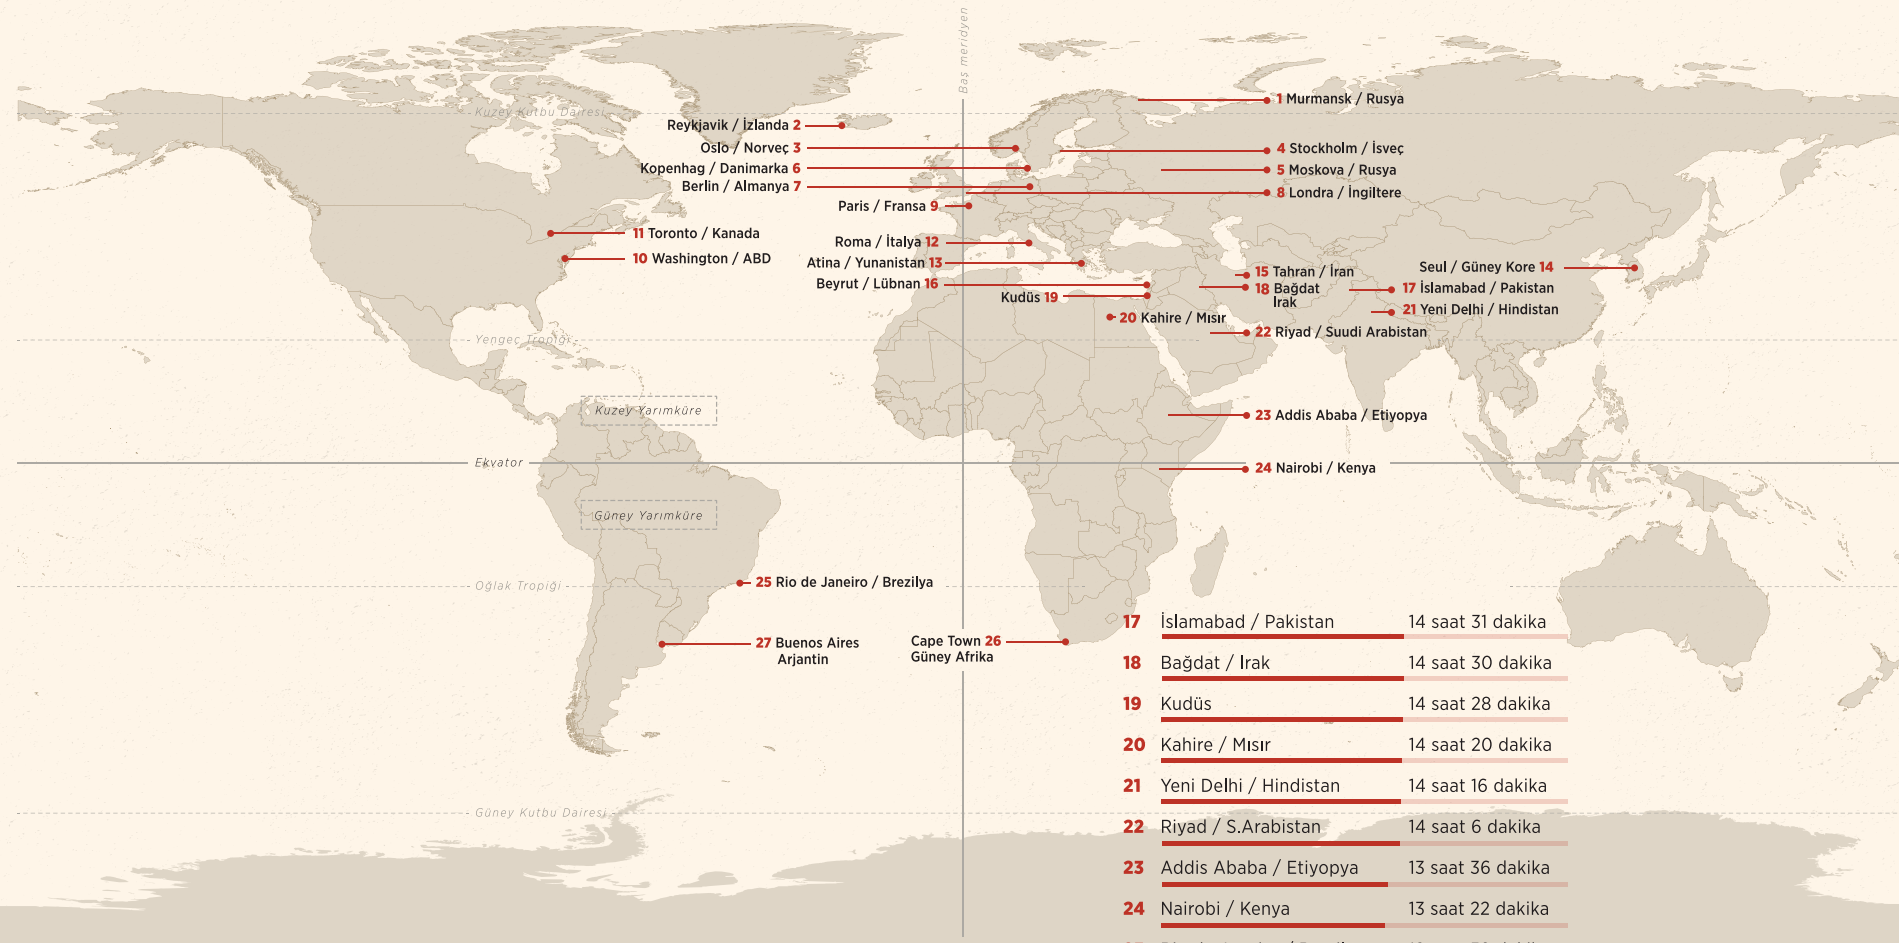 Baş meridyen
Kuzey Kutbu Dairesi
1 Murmansk / Rusya
Reykjavik / İzlanda 2
Oslo / Norveç 3
4 Stockholm / İsveç
Kopenhag / Danimarka 6
5 Moskova / Rusya
Berlin / Almanya 7
8 Londra / İngiltere
Paris / Fransa 9
11 Toronto / Kanada
Roma / İtalya 12
10 Washington / ABD
Atina / Yunanistan 13
15 Tahran / İran
Seul / Güney Kore 14
Beyrut / Lübnan 16
18 Bağdat
Irak
17 İslamabad / Pakistan
Kudüs 19
21 Yeni Delhi / Hindistan
20 Kahire / Mısır
22 Riyad / Suudi Arabistan
Yengeç Tropiği
Kuzey Yarımküre
23 Addis Ababa / Etiyopya
Ekvator
24 Nairobi / Kenya
Güney Yarımküre
Oğlak Tropiği
25 Rio de Janeiro / Brezilya
27 Buenos Aires
Arjantin
Cape Town 26
Güney Afrika
17 İslamabad / Pakistan 14 saat 31 dakika
18 Bağdat / Irak 14 saat 30 dakika
19 Kudüs 14 saat 28 dakika
20 Kahire / Mısır 14 saat 20 dakika
21 Yeni Delhi / Hindistan 14 saat 16 dakika
Güney Kutbu Dairesi
22 Riyad / S.Arabistan 14 saat 6 dakika
23 Addis Ababa / Etiyopya 13 saat 36 dakika
24 Nairobi / Kenya 13 saat 22 dakika